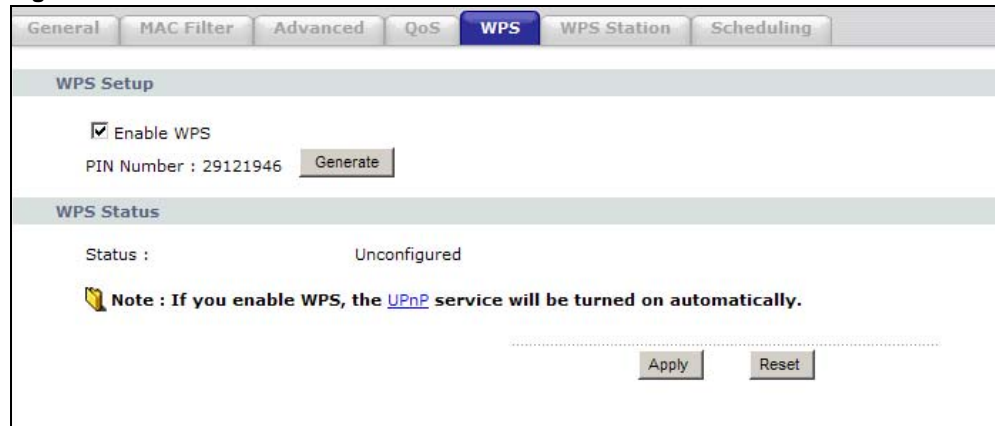 General MAC Filter Advanced QoS WPS WPS Station Scheduling
WPS Setup
Enable WPS
PIN Number : 29121946 Generate
WPS Status
Status : Unconfigured
Note : If you enable WPS, the UPnP service will be turned on automatically.
Apply Reset